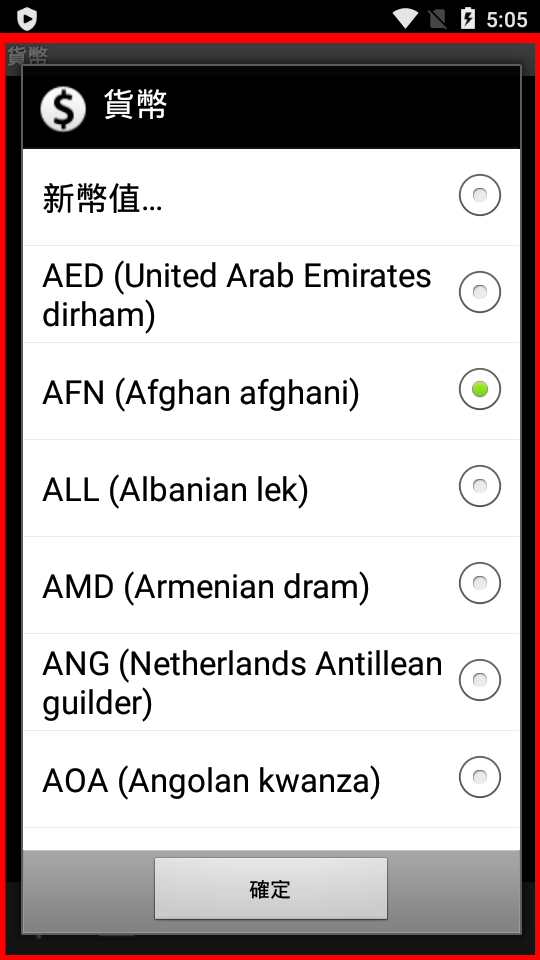 5:05
貨幣
貨幣
新幣值...
AED (United Arab Emirates
dirham)
AFN (Afghan afghani)
ALL (Albanian lek)
AMD (Armenian dram)
ANG (Netherlands Antillean
guilder)
AOA (Angolan kwanza)
確定